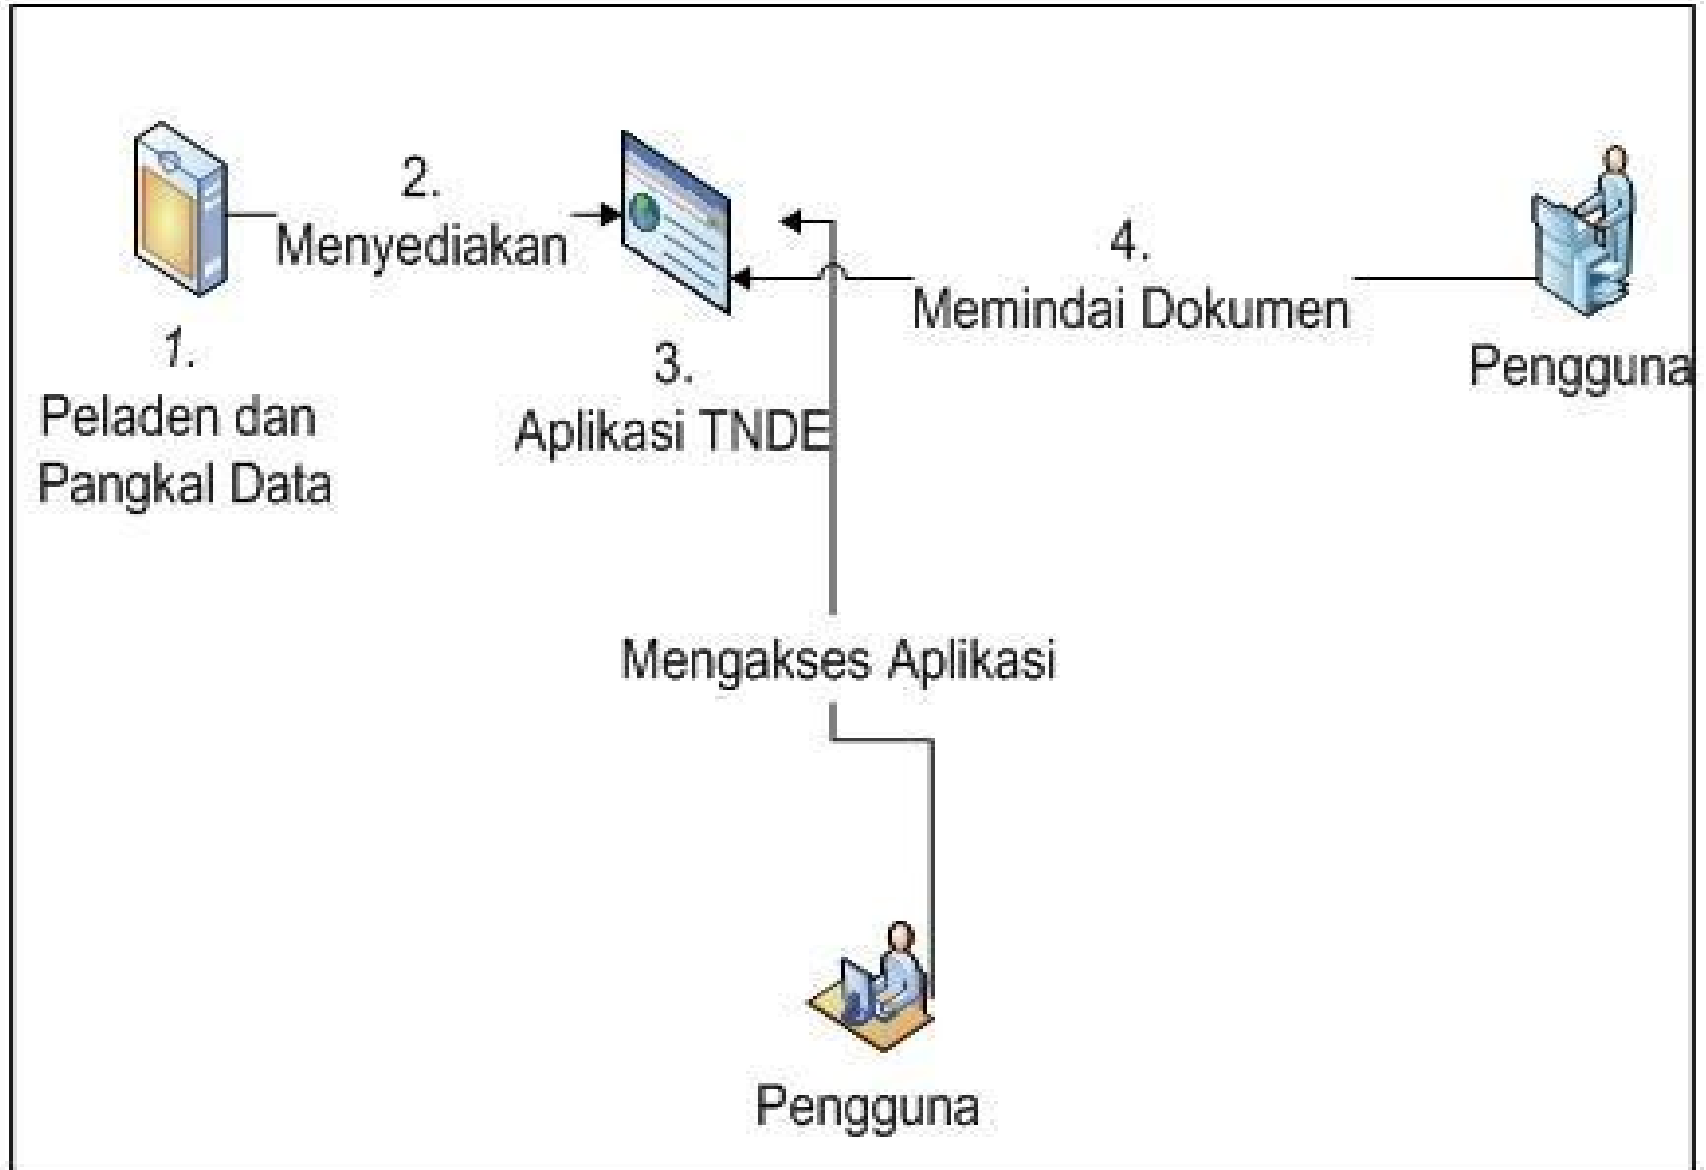 2.
Menyediakan
4.
Memindai Dokumen
1.
Peladen dan
Pangkal Data
3.
Aplikasi TNDE
Pengguna
Mengakses Aplikasi
Pengguna